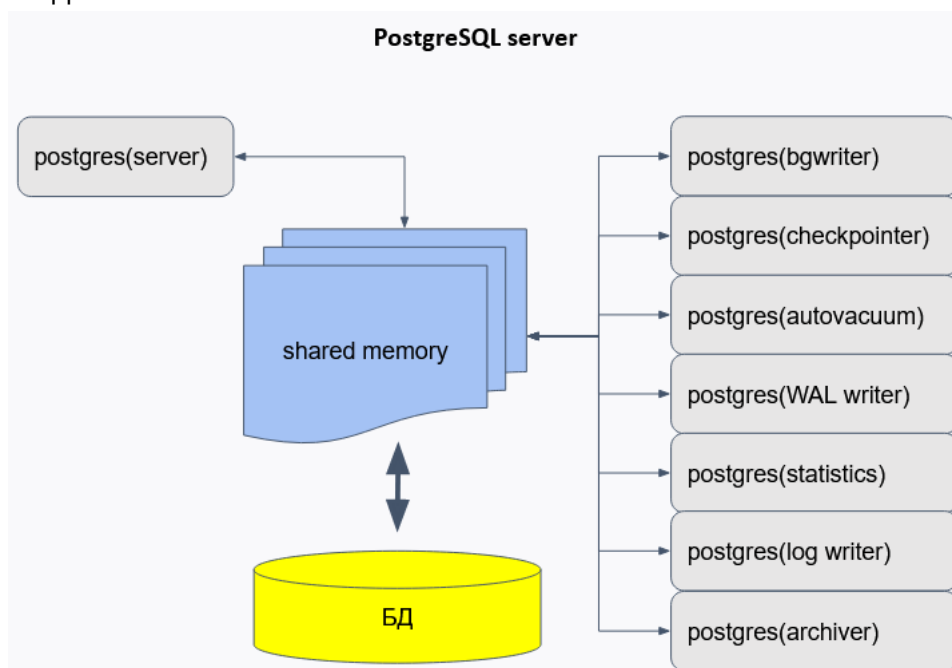 PostgreSQL server
postgres(server)
shared memory
БД
postgres(bgwriter)
postgres(checkpointer)
postgres(autovacuum)
postgres(WAL writer)
postgres(statistics)
postgres(log writer)
postgres(archiver)